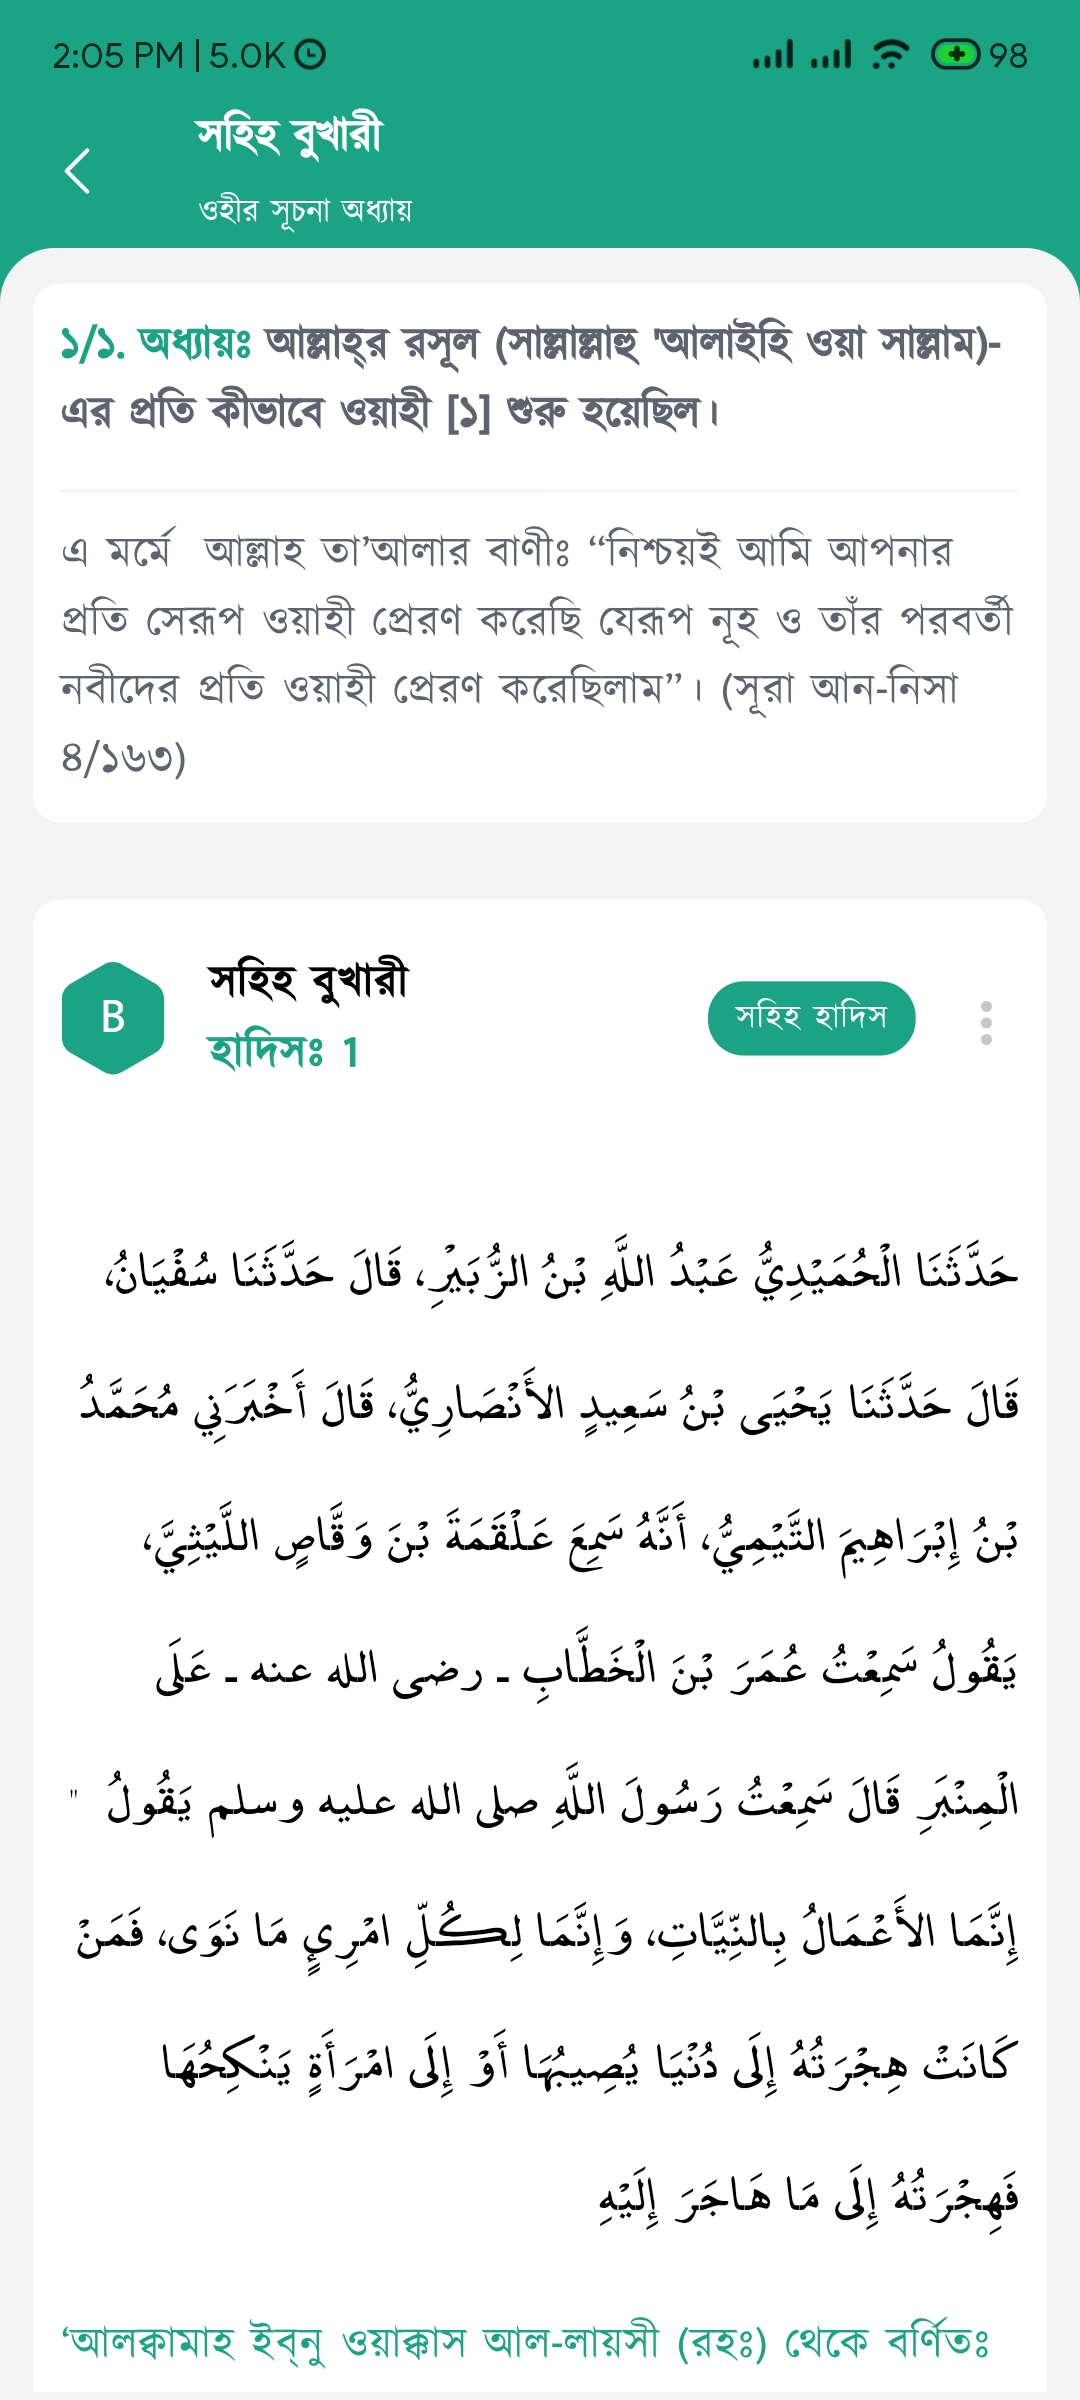 2:05 PM | 5.0K
98
সহিহ বুখারী
ওহীর সূচনা অধ্যায়
১/১. অধ্যায়ঃ আল্লাহ্‌র রসূল (সাল্লাল্লাহু 'আলাইহি ওয়া সাল্লাম)-
এর প্রতি কীভাবে ওয়াহী [১] শুরু হয়েছিল।
এ মর্মে আল্লাহ তা’আলার বাণীঃ “নিশ্চয়ই আমি আপনার
প্রতি সেরূপ ওয়াহী প্রেরণ করেছি যেরূপ নূহ ও তাঁর পরবর্তী
নবীদের প্রতি ওয়াহী প্রেরণ করেছিলাম”। (সূরা আন-নিসা
৪/১৬৩)
B
সহিহ বুখারী
হাদিসঃ 1
সহিহ হাদিস
حَدَّثَنَا الْحُمَيْدِيُّ عَبْدُ اللَّهِ بْنُ الزُّبَيْرِ، قَالَ حَدَّثَنَا سُفْيَانُ،
قَالَ حَدَّثَنَا يَحْيَى بْنُ سَعِيدٍ الأَنْصَارِيُّ، قَالَ أَخْبَرَنِي مُحَمَّدُ
بْنُ إِبْرَاهِيمَ التَّيْمِيُّ، أَنَّهُ سَمِعَ عَلْقَمَةَ بْنَ وَقَّاصٍ اللَّيْثِيَّ،
يَقُولُ سَمِعْتُ عُمَرَ بْنَ الْخَطَّابِ ـ رضى الله عنه ـ عَلَى
الْمِنْبَرِ قَالَ سَمِعْتُ رَسُولَ اللَّهِ صلى الله عليه وسلم يَقُولُ "
إِنَّمَا الأَعْمَالُ بِالنِّيَّاتِ، وَإِنَّمَا لِكُلِّ امْرِئٍ مَا نَوَى، فَمَنْ
كَانَتْ هِجْرَتُهُ إِلَى دُنْيَا يُصِيبُهَا أَوْ إِلَى امْرَأَةٍ يَنْكِحُهَا
فَهِجْرَتُهُ إِلَى مَا هَاجَرَ إِلَيْهِ
‘আলক্বামাহ ইব্‌নু ওয়াক্কাস আল-লায়সী (রহঃ) থেকে বর্ণিতঃ